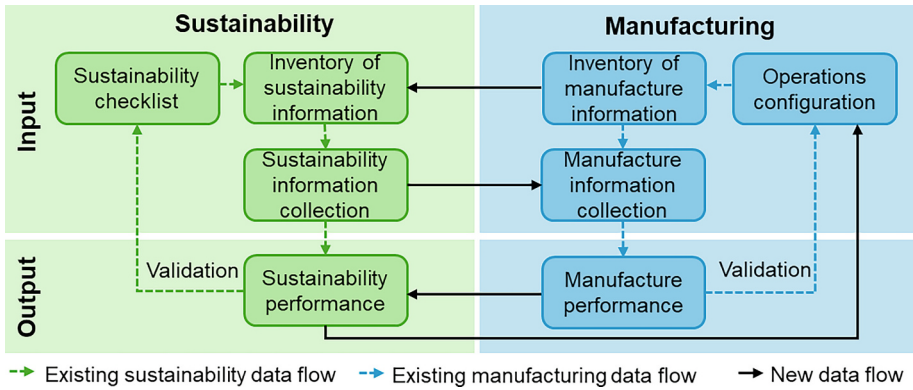 Sustainability
Manufacturing
Input
Sustainability
checklist
Inventory of
sustainability
information
Inventory of
manufacture
information
Operations
configuration
Sustainability
information
collection
Manufacture
information
collection
Output
Validation
Sustainability
performance
Manufacture
performance
Validation
Existing sustainability data flow
Existing manufacturing data flow
New data flow